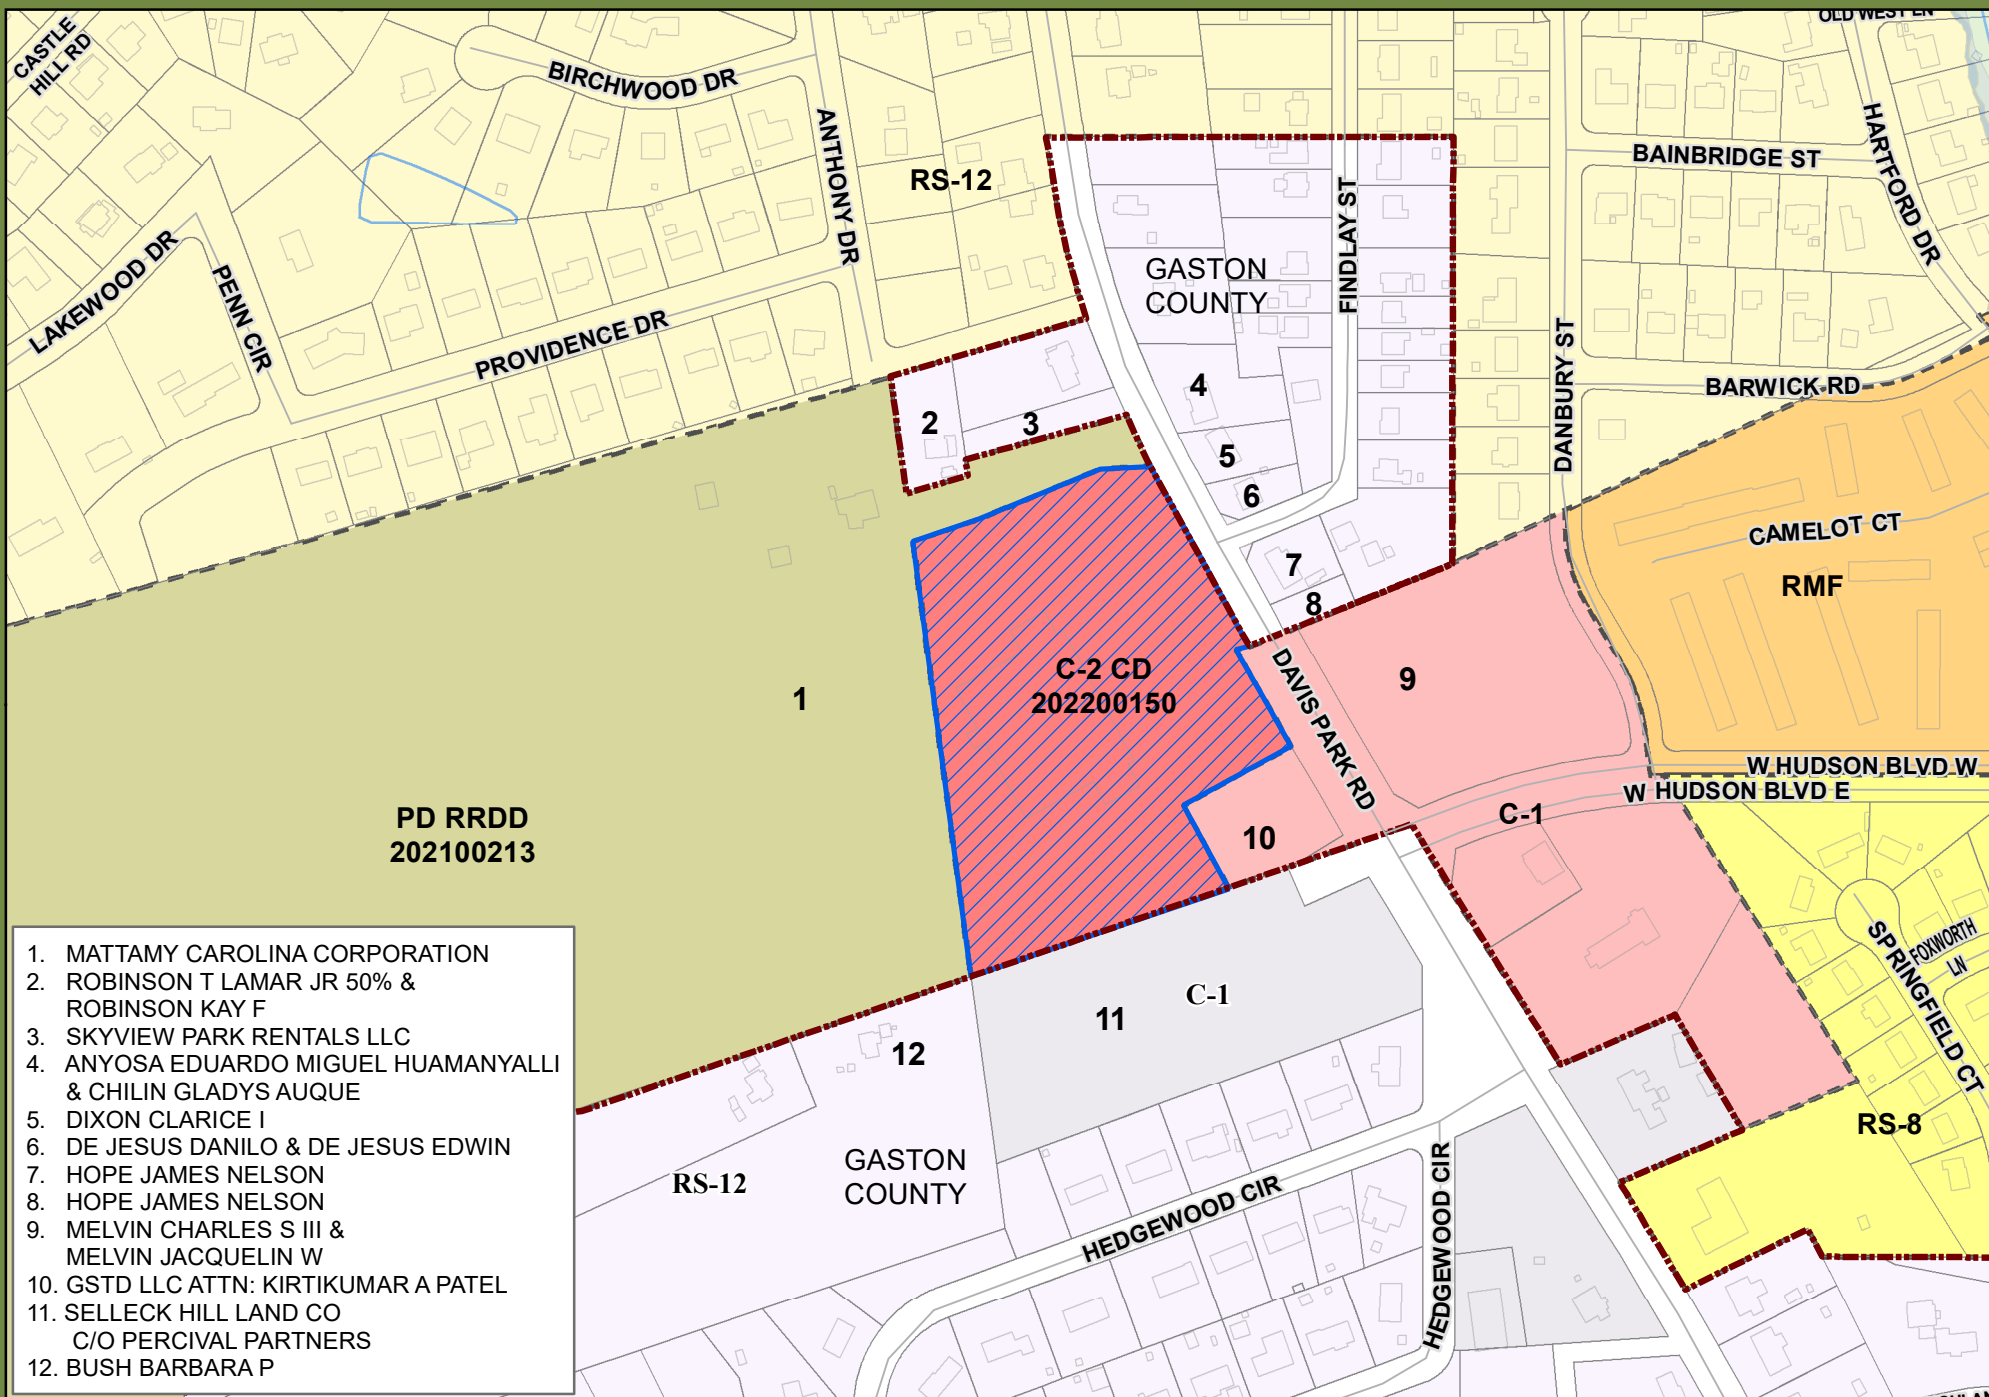 CASTLE
HILL RD
BIRCHWOOD DR
OLD WEST LN
ANTHONY DR
RS-12
BAINBRIDGE ST
HARTFORD DR
LAKEWOOD DR
PENN CIR
PROVIDENCE DR
GASTON
COUNTY
FINDLAY ST
DANBURY ST
BARWICK RD
2
3
4
5
6
7
8
CAMELOT CT
RMF
1
C-2 CD
202200150
DAVIS PARK RD
9
W HUDSON BLVD W
W HUDSON BLVD E
C-1
10
PD RRDD
202100213
11
C-1
12
SPRINGFIELD CT
FOXWORTH
LN
RS-8
GASTON
COUNTY
RS-12
HEDGEWOOD CIR
HEDGEWOOD CIR
1. MATTAMY CAROLINA CORPORATION
2. ROBINSON T LAMAR JR 50% &
ROBINSON KAY F
3. SKYVIEW PARK RENTALS LLC
4. ANYOSA EDUARDO MIGUEL HUAMANYALLI
& CHILIN GLADYS AUQUE
5. DIXON CLARICE I
6. DE JESUS DANILO & DE JESUS EDWIN
7. HOPE JAMES NELSON
8. HOPE JAMES NELSON
9. MELVIN CHARLES S III &
MELVIN JACQUELIN W
10. GSTD LLC ATTN: KIRTIKUMAR A PATEL
11. SELLECK HILL LAND CO
C/O PERCIVAL PARTNERS
12. BUSH BARBARA P